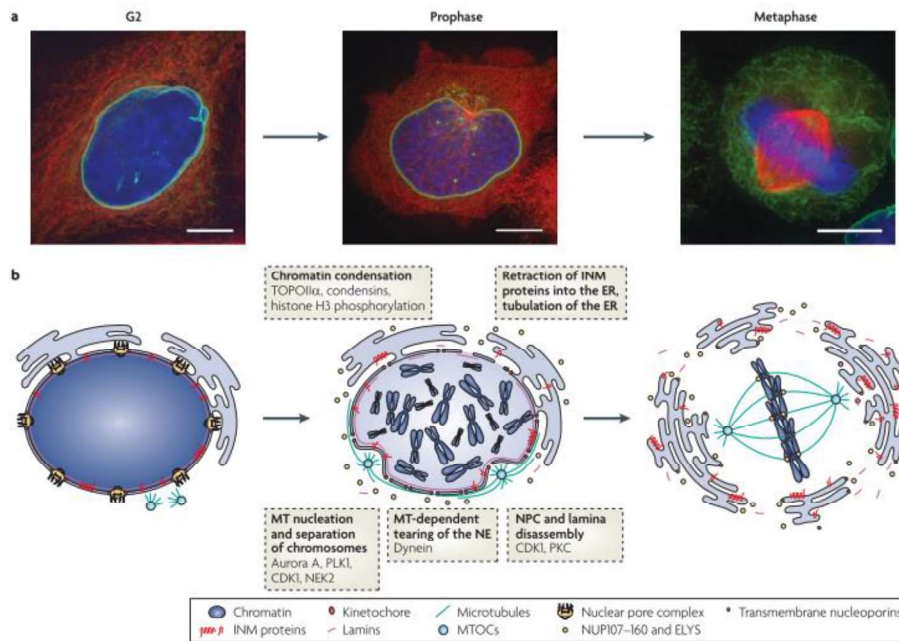 a
G2
Prophase
Metaphase
b
Chromatin condensation
TOPOIIα, condensins,
histone H3 phosphorylation
Retraction of INM
proteins into the ER,
tubulation of the ER
MT nucleation
and separation
of chromosomes
Aurora A, PLK1,
CDK1, NEK2
MT-dependent
tearing of the NE
Dynein
NPC and lamina
disassembly
CDK1, PKC
Chromatin
Kinetochore
Microtubules
Nuclear pore complex
Transmembrane nucleoporins
INM proteins
Lamins
MTOCs
NUP107–160 and ELYS